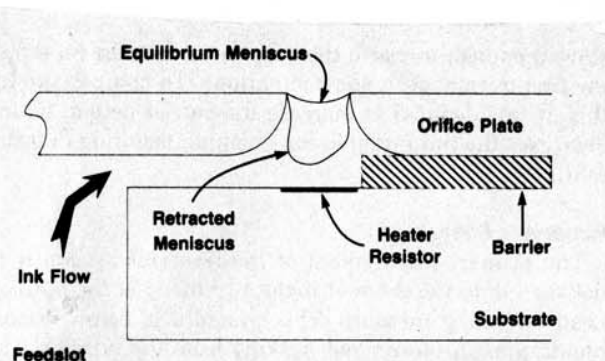 Equilibrium Meniscus
Orifice Plate
Retracted
Meniscus
Heater
Resistor
Barrier
Ink Flow
Substrate
Feedslot